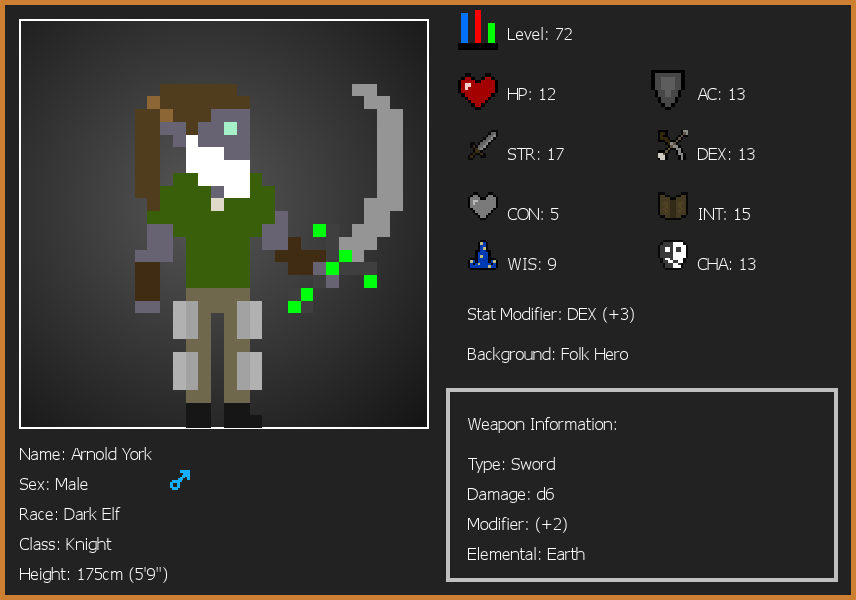 Level: 72
HP: 12
AC: 13
STR: 17
DEX: 13
CON: 5
INT: 15
WIS: 9
CHA: 13
Stat Modifier: DEX (+3)
Background: Folk Hero
Weapon Information:
Type: Sword
Damage: d6
Modifier: (+2)
Elemental: Earth
Name: Arnold York
Sex: Male
Race: Dark Elf
Class: Knight
Height: 175cm (5'9")